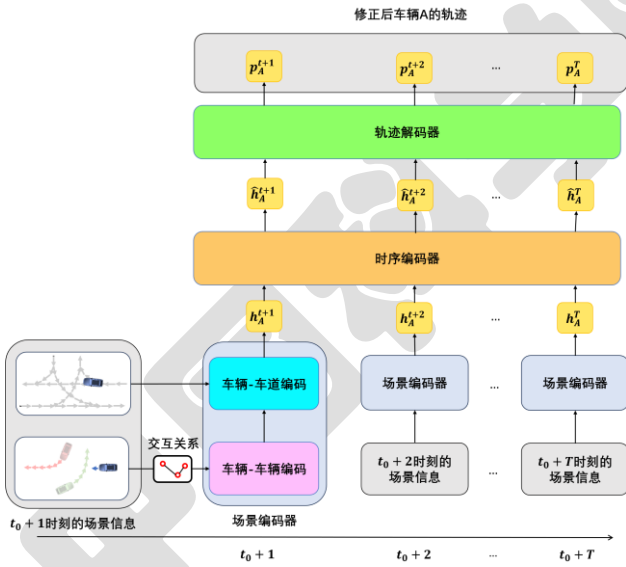 修正后车辆A的轨迹
p_A^{t+1} p_A^{t+2} ... p_A^T
轨迹解码器
ĥ_A^{t+1} ĥ_A^{t+2} ... ĥ_A^T
时序编码器
h_A^{t+1} h_A^{t+2} ... h_A^T
车辆-车道编码 场景编码器 ... 场景编码器
交互关系
车辆-车辆编码
t_0 + 2时刻的
场景信息
...
t_0 + T时刻的
场景信息
t_0 + 1时刻的场景信息
场景编码器
t_0 + 1 t_0 + 2 ... t_0 + T